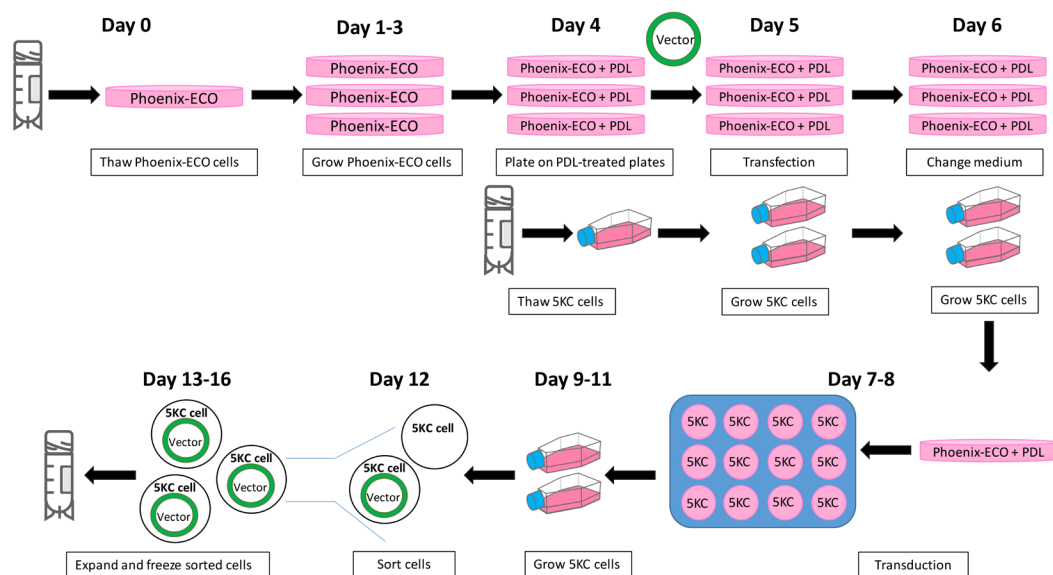 Day 0
Day 1-3
Day 4
Day 5
Day 6
Vector
Phoenix-ECO
Phoenix-ECO
Phoenix-ECO
Phoenix-ECO
Phoenix-ECO + PDL
Phoenix-ECO + PDL
Phoenix-ECO + PDL
Phoenix-ECO + PDL
Phoenix-ECO + PDL
Phoenix-ECO + PDL
Phoenix-ECO + PDL
Phoenix-ECO + PDL
Phoenix-ECO + PDL
Thaw Phoenix-ECO cells
Grow Phoenix-ECO cells
Plate on PDL-treated plates
Transfection
Change medium
Thaw 5KC cells
Grow 5KC cells
Grow 5KC cells
Day 13-16
Day 12
Day 9-11
Day 7-8
5KC cell
Vector
5KC cell
Vector
5KC cell
Vector
5KC cell
5KC cell
Vector
5KC 5KC 5KC 5KC
5KC 5KC 5KC 5KC
5KC 5KC 5KC 5KC
Phoenix-ECO + PDL
Expand and freeze sorted cells
Sort cells
Grow 5KC cells
Transduction